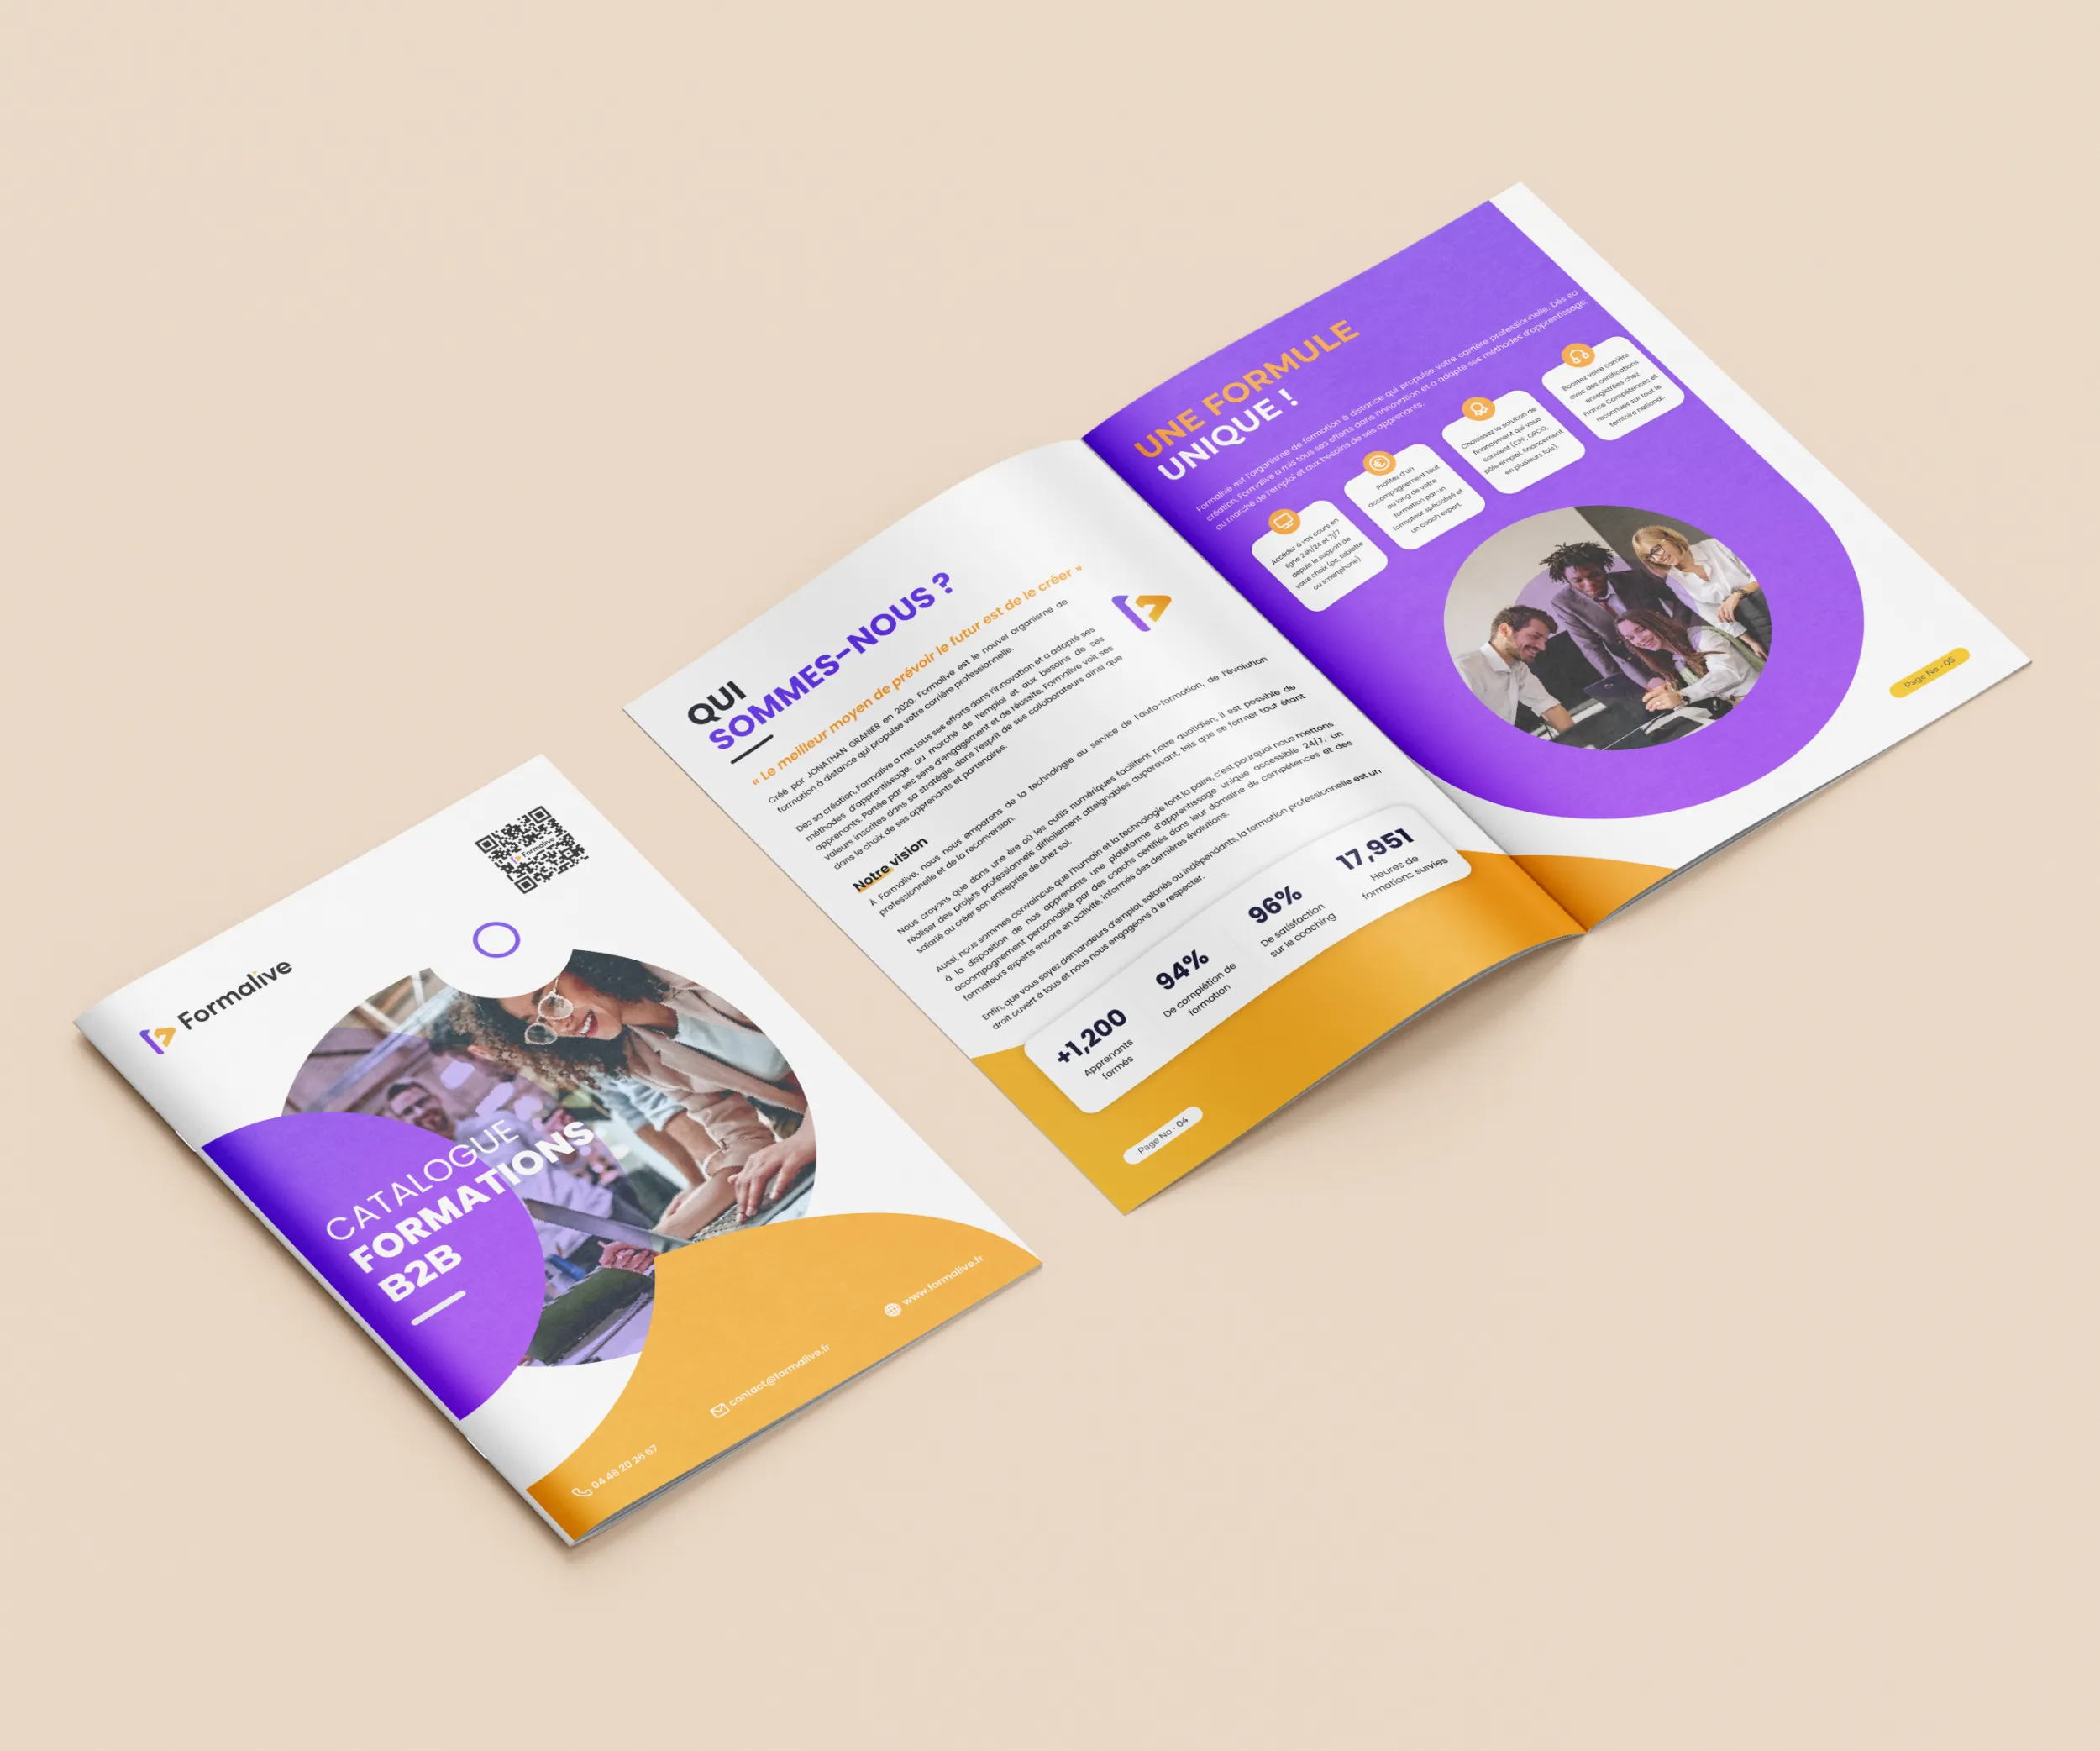 Formalive
Formalive
CATALOGUE
FORMATIONS
B2B
04 48 20 28 67
contact@formalive.fr
www.formalive.fr
QUI
SOMMES-NOUS ?
« Le meilleur moyen de prévoir le futur est de le créer »
Créé par JONATHAN GRANIER en 2020, Formalive est le nouvel organisme de
formation à distance qui propulse votre carrière professionnelle.
Dès sa création, Formalive a mis tous ses efforts dans l'innovation et a adapté ses
méthodes d'apprentissage, au marché de l'emploi et aux besoins de ses
apprenants. Portée par ses sens d'engagement et de réussite, Formalive voit ses
valeurs inscrites dans sa stratégie, dans l'esprit de ses collaborateurs ainsi que
dans le choix de ses apprenants et partenaires.
Notre vision
À Formalive, nous nous emparons de la technologie au service de l'auto-formation, de l'évolution
professionnelle et de la reconversion.
Nous croyons que dans une ère où les outils numériques facilitent notre quotidien, il est possible de
réaliser des projets professionnels difficilement atteignables auparavant, tels que se former tout étant
salarié ou créer son entreprise de chez soi.
Aussi, nous sommes convaincus que l'humain et la technologie font la paire, c'est pourquoi nous mettons
à la disposition de nos apprenants une plateforme d'apprentissage unique accessible 24/7, un
accompagnement personnalisé par des coachs certifiés dans leur domaine de compétences et des
formateurs experts encore en activité, informés des dernières évolutions.
Enfin, que vous soyez demandeurs d'emploi, salariés ou indépendants, la formation professionnelle est un
droit ouvert à tous et nous nous engageons à le respecter.
+1,200
Apprenants
formés
94%
De complétion de
formation
96%
De satisfaction
sur le coaching
17,951
Heures de
formations suivies
Page No - 04
UNE FORMULE
UNIQUE !
Formalive est l'organisme de formation à distance qui propulse votre carrière professionnelle. Dès sa
création, Formalive a mis tous ses efforts dans l'innovation et a adapté ses méthodes d'apprentissage,
au marché de l'emploi et aux besoins de ses apprenants.
Accédez à vos cours en
ligne 24h/24 et 7j/7
depuis le support de
votre choix (pc, tablette
ou smartphone).
Profitez d'un
accompagnement tout
au long de votre
formation par un
formateur spécialisé et
un coach expert.
Choisissez la solution de
financement qui vous
convient (CPF, OPCO,
pôle emploi, financement
en plusieurs fois).
Boostez votre carrière
avec des certifications
enregistrées chez
France Compétences et
reconnues sur tout le
territoire national.
Page No - 05